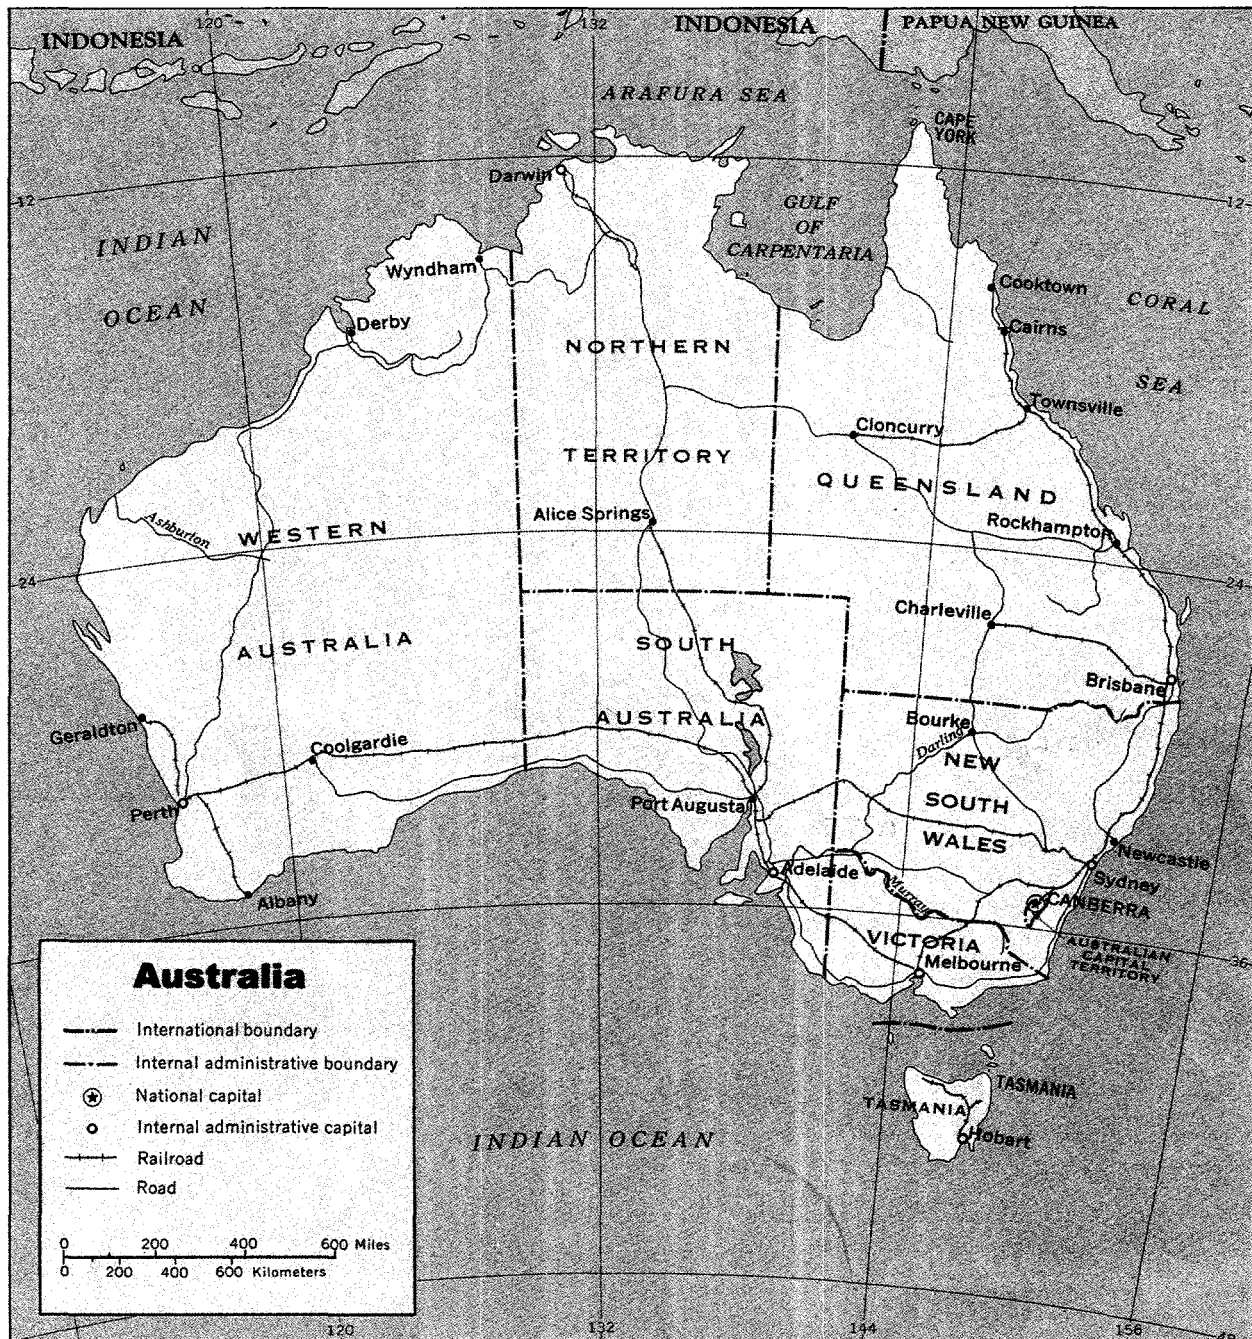 120
132
INDONESIA
INDONESIA
PAPUA NEW GUINEA
ARAFURA SEA
CAPE
YORK
Darwin
12
12
INDIAN
OCEAN
GULF
OF
CARPENTARIA
Wyndham
Cooktown
CORAL
SEA
Derby
Cairns
NORTHERN
TERRITORY
Townsville
Cloncurry
QUEENSLAND
Alice Springs
Rockhampton
Ashburton
WESTERN
AUSTRALIA
24
24
Charleville
SOUTH
AUSTRALIA
Brisbane
Geraldton
Coolgardie
Bourke
Darling
NEW
SOUTH
WALES
Perth
Port Augusta
Newcastle
Sydney
Adelaide
Murray
CANBERRA
Albany
VICTORIA
Melbourne
AUSTRALIAN
CAPITAL
TERRITORY
36
Australia
International boundary
Internal administrative boundary
National capital
Internal administrative capital
Railroad
Road
0 200 400 600 Miles
0 200 400 600 Kilometers
TASMANIA
TASMANIA
Hobart
INDIAN OCEAN
120
132
144
156